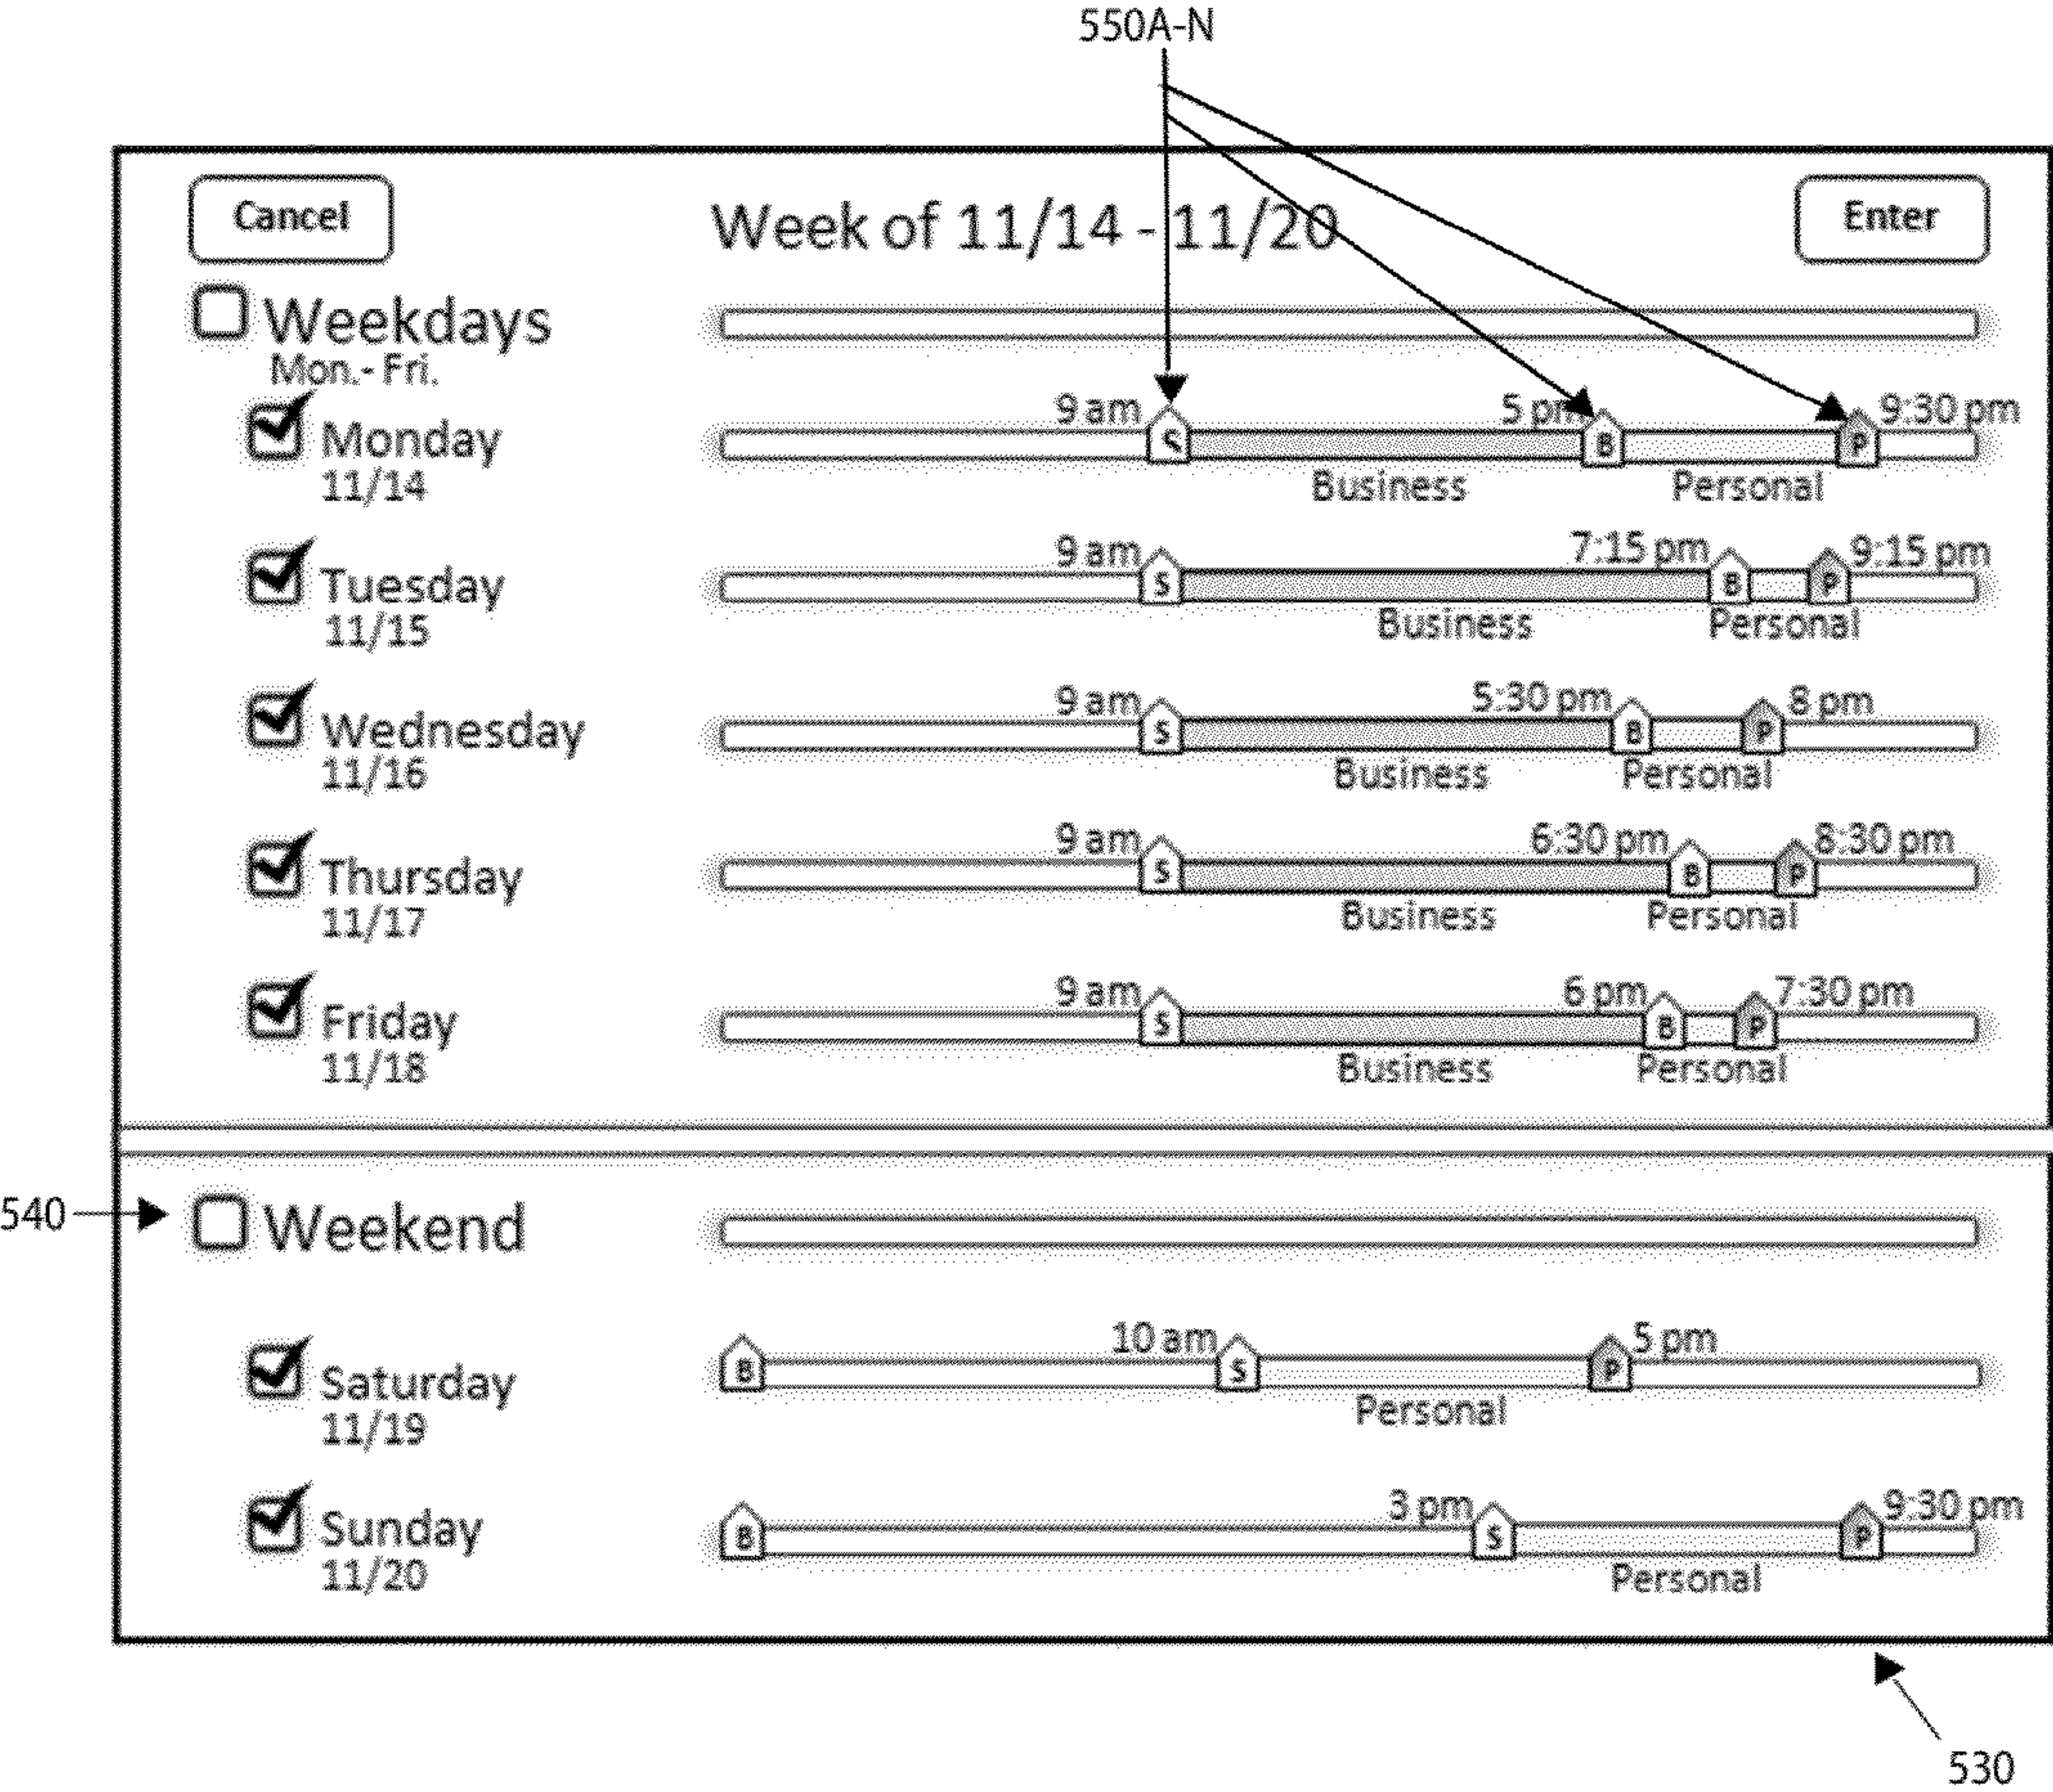 550A-N
Cancel
Week of 11/14 - 11/20
Enter
Weekdays
Mon.- Fri.
9 am
5 pm
9:30 pm
Monday
S
B
P
11/14
Business
Personal
9 am
7:15 pm
9:15 pm
Tuesday
S
B
P
11/15
Business
Personal
9 am
5:30 pm
8 pm
Wednesday
S
B
P
11/16
Business
Personal
9 am
6:30 pm
8:30 pm
Thursday
S
B
P
11/17
Business
Personal
9 am
6 pm
7:30 pm
Friday
S
B
P
11/18
Business
Personal
540
Weekend
10 am
5 pm
Saturday
B
S
P
11/19
Personal
3 pm
9:30 pm
Sunday
B
S
P
11/20
Personal
530